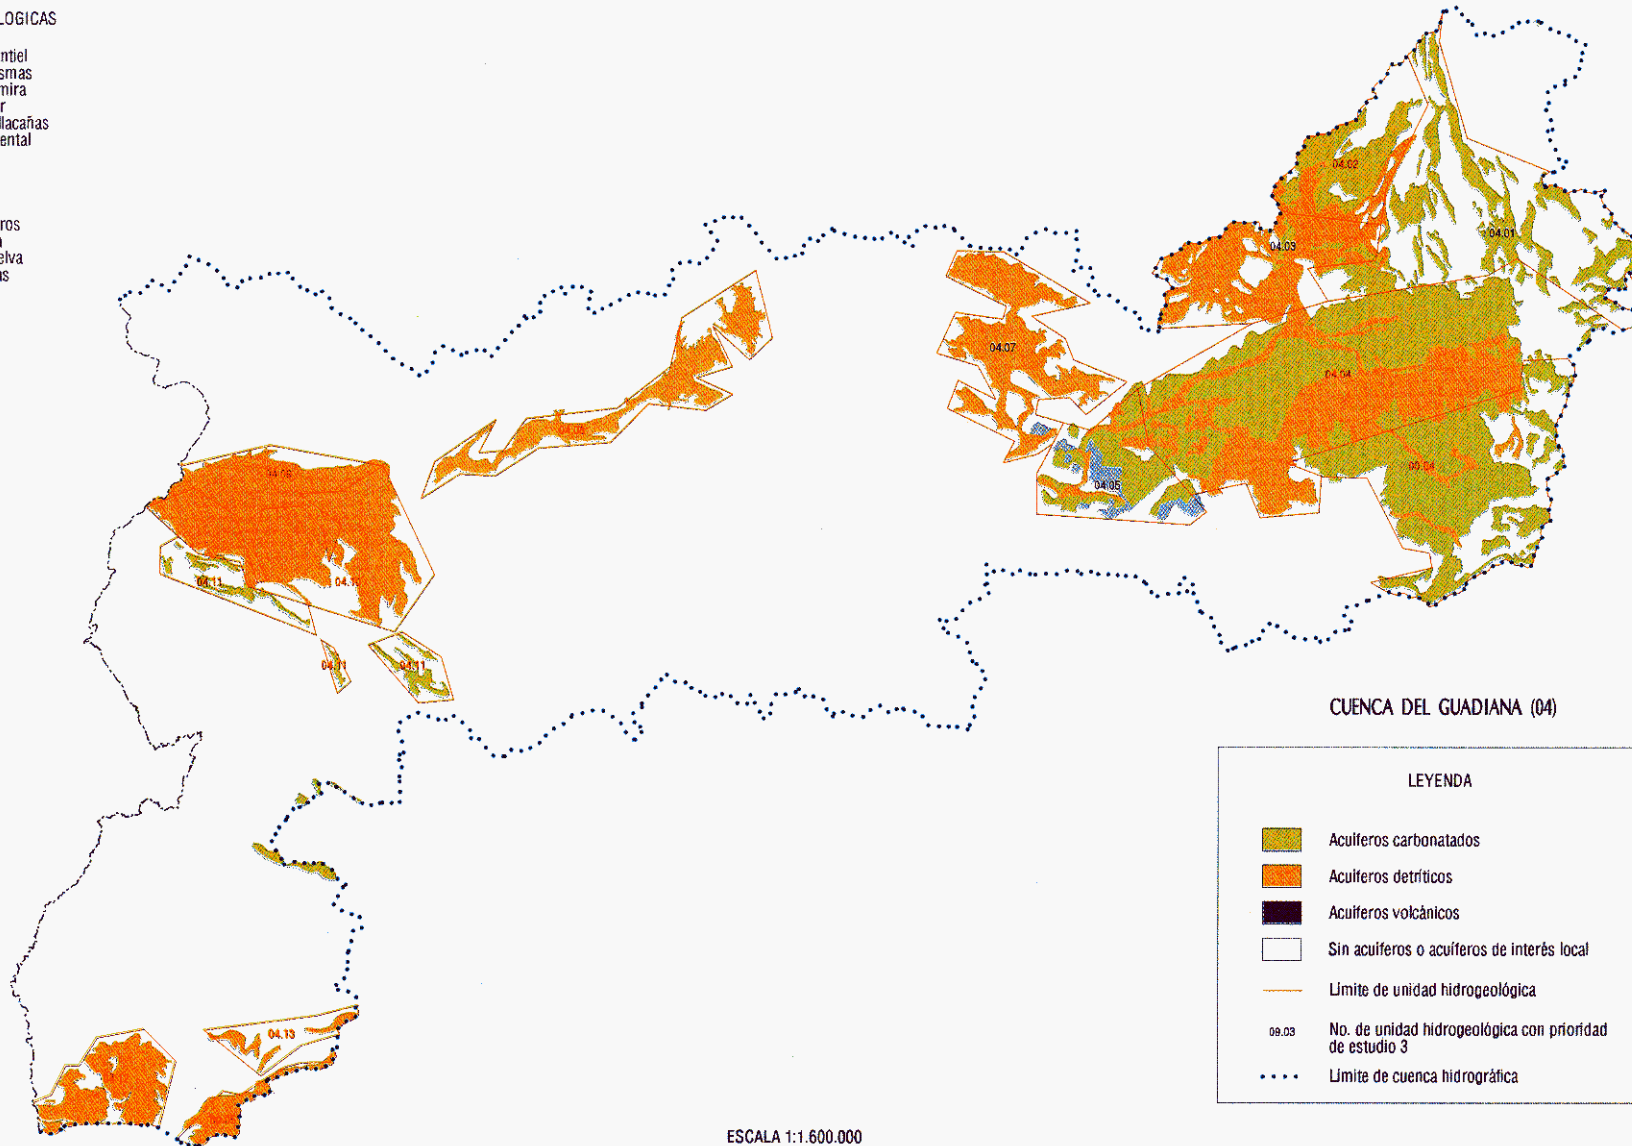 LOGICAS
ntiel
smas
mira
r
llacañas
ental
ros
a
elva
as
04.02
04.01
04.03
04.07
04.04
04.05
04.09
04.10
04.11
04.11
04.11
04.13
CUENCA DEL GUADIANA (04)
LEYENDA
Acuíferos carbonatados
Acuíferos detríticos
Acuíferos volcánicos
Sin acuíferos o acuíferos de interés local
Límite de unidad hidrogeológica
09.03 No. de unidad hidrogeológica con prioridad
de estudio 3
Límite de cuenca hidrográfica
ESCALA 1:1.600.000